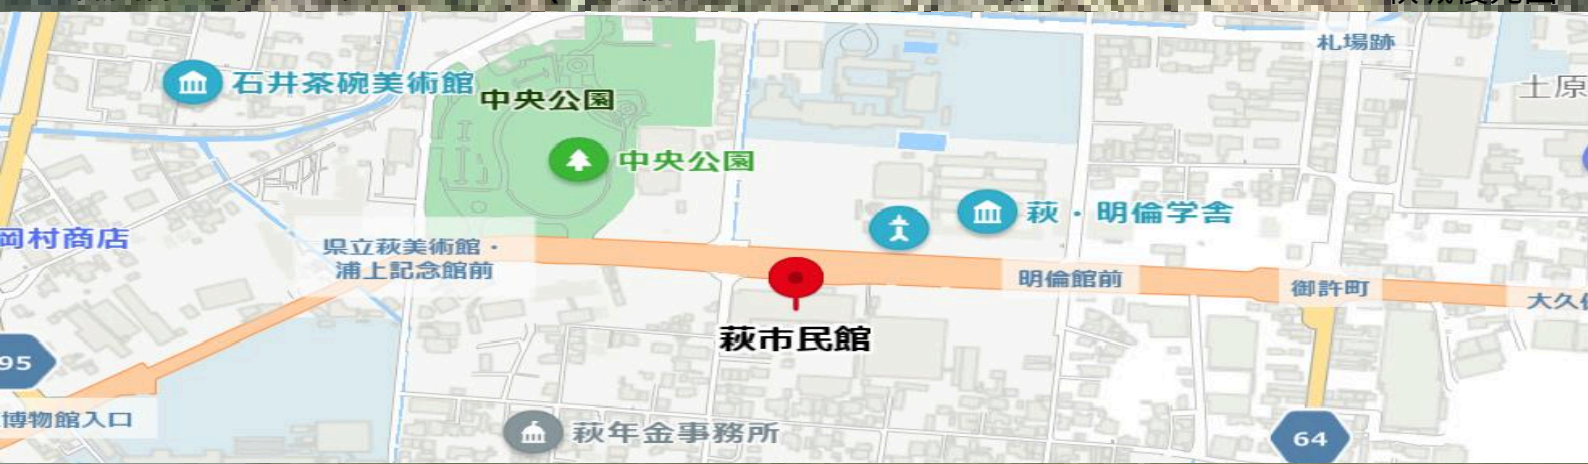 札場跡
石井茶碗美術館
土原
中央公園
中央公園
萩・明倫学舎
岡村商店
県立萩美術館・
浦上記念館前
明倫館前
御許町
大久
萩市民館
95
博物館入口
萩年金事務所
64